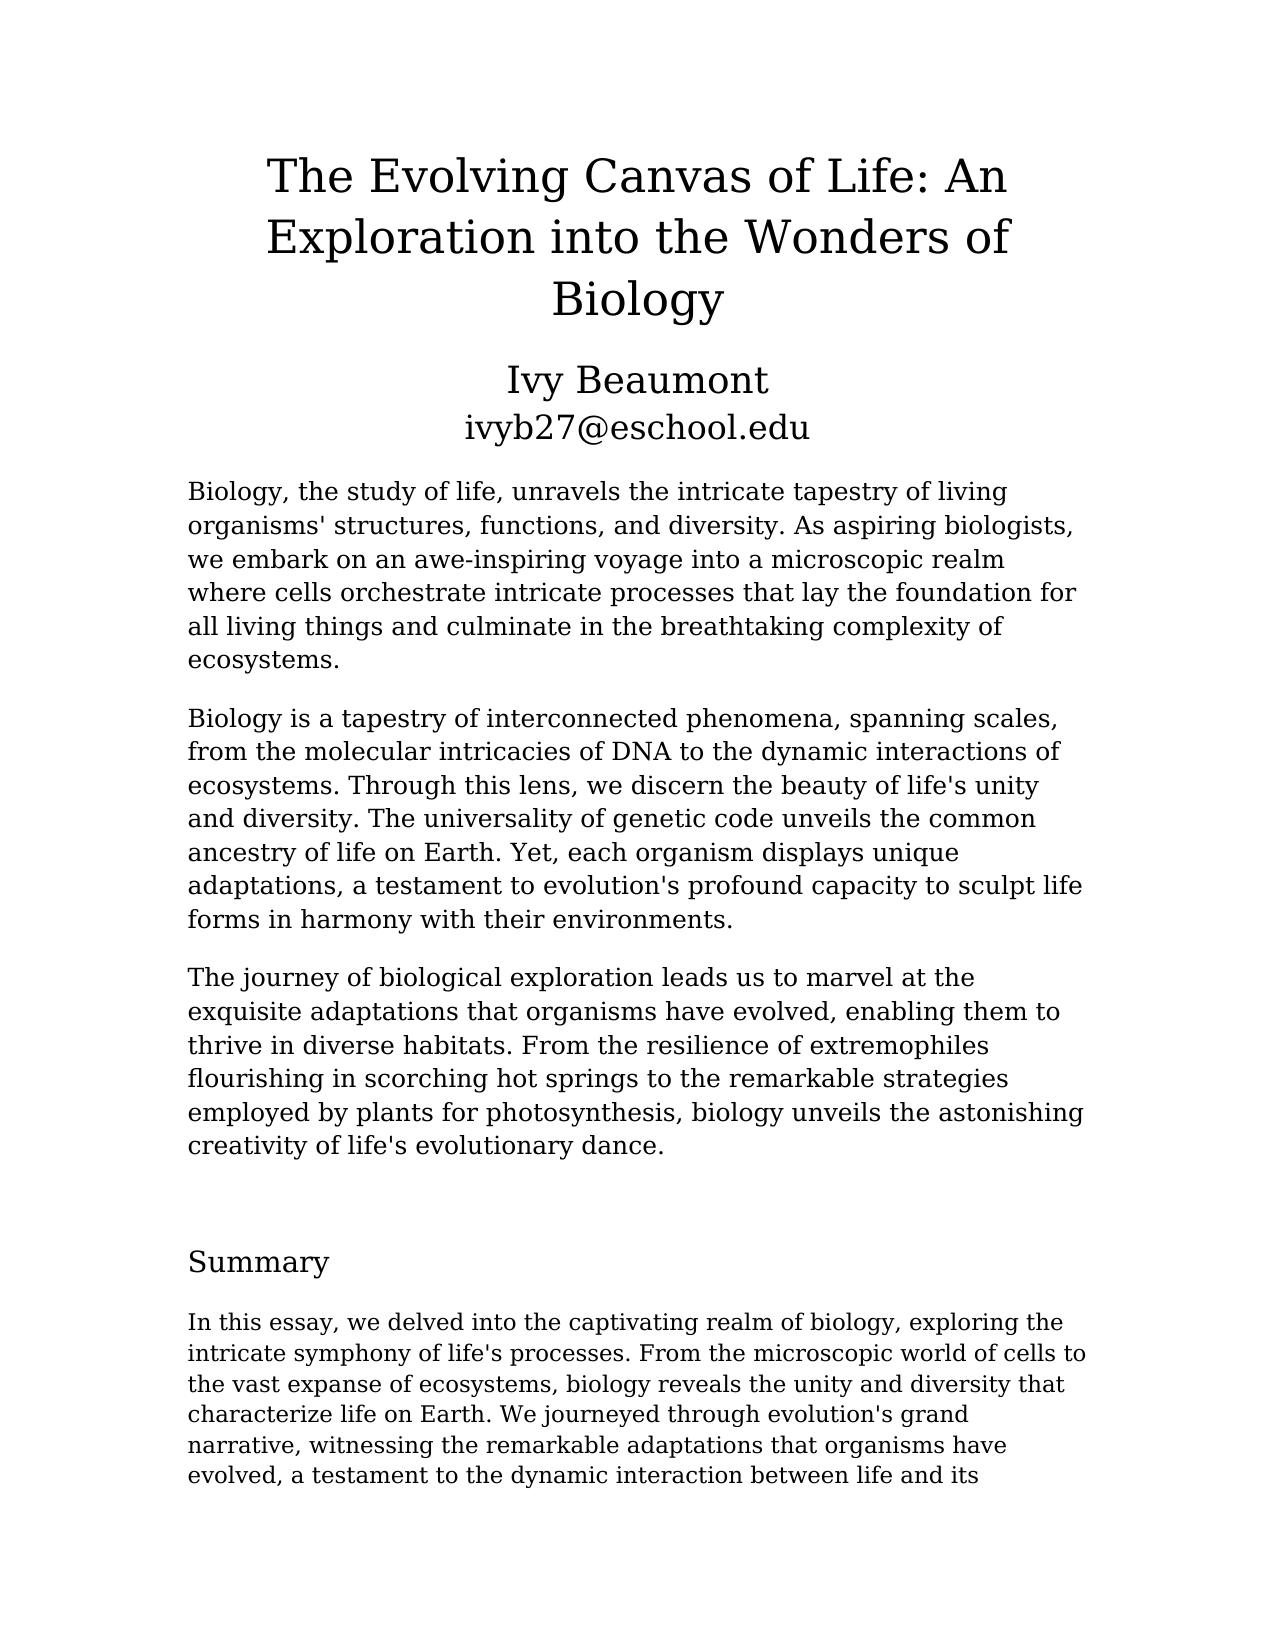 The Evolving Canvas of Life: An
Exploration into the Wonders of
Biology
Ivy Beaumont
ivyb27@eschool.edu
Biology, the study of life, unravels the intricate tapestry of living
organisms' structures, functions, and diversity. As aspiring biologists,
we embark on an awe-inspiring voyage into a microscopic realm
where cells orchestrate intricate processes that lay the foundation for
all living things and culminate in the breathtaking complexity of
ecosystems.
Biology is a tapestry of interconnected phenomena, spanning scales,
from the molecular intricacies of DNA to the dynamic interactions of
ecosystems. Through this lens, we discern the beauty of life's unity
and diversity. The universality of genetic code unveils the common
ancestry of life on Earth. Yet, each organism displays unique
adaptations, a testament to evolution's profound capacity to sculpt life
forms in harmony with their environments.
The journey of biological exploration leads us to marvel at the
exquisite adaptations that organisms have evolved, enabling them to
thrive in diverse habitats. From the resilience of extremophiles
flourishing in scorching hot springs to the remarkable strategies
employed by plants for photosynthesis, biology unveils the astonishing
creativity of life's evolutionary dance.
Summary
In this essay, we delved into the captivating realm of biology, exploring the
intricate symphony of life's processes. From the microscopic world of cells to
the vast expanse of ecosystems, biology reveals the unity and diversity that
characterize life on Earth. We journeyed through evolution's grand
narrative, witnessing the remarkable adaptations that organisms have
evolved, a testament to the dynamic interaction between life and its